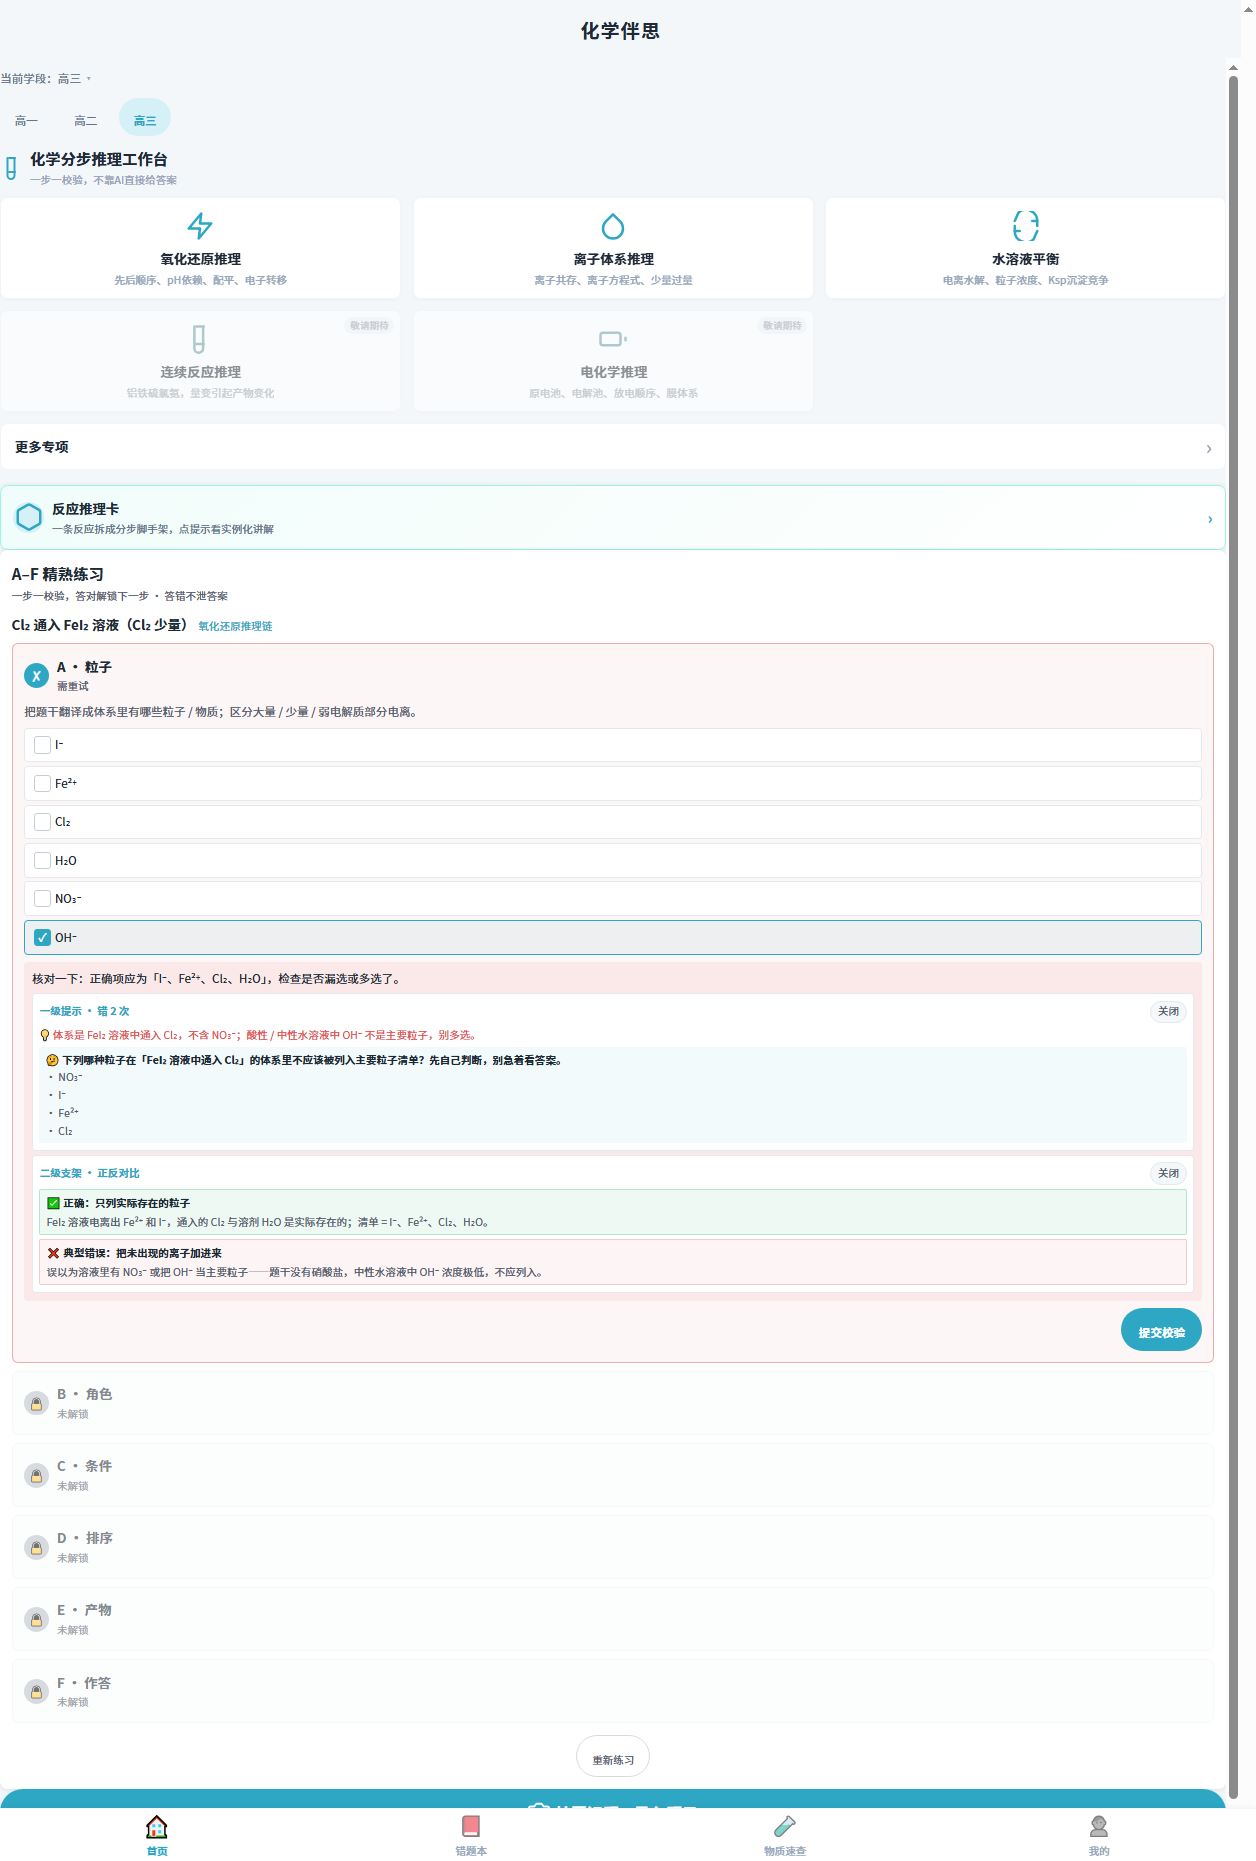 化学伴思
当前学段：高三
高一
高二
高三
化学分步推理工作台
一步一校验，不靠AI直接给答案
氧化还原推理
先后顺序、pH依赖、配平、电子转移
离子体系推理
离子共存、离子方程式、少量过量
水溶液平衡
电离水解、粒子浓度、Ksp沉淀竞争
敬请期待
连续反应推理
铝铁硫氯氮，量变引起产物变化
敬请期待
电化学推理
原电池、电解池、放电顺序、膜体系
更多专项
反应推理卡
一条反应拆成分步脚手架，点提示看实例化讲解
A–F 精熟练习
一步一校验，答对解锁下一步 · 答错不泄答案
Cl₂ 通入 FeI₂ 溶液（Cl₂ 少量） 氧化还原推理链
A · 粒子
需重试
把题干翻译成体系里有哪些粒子 / 物质；区分大量 / 少量 / 弱电解质部分电离。
I⁻
Fe²⁺
Cl₂
H₂O
NO₃⁻
OH⁻
核对一下：正确项应为「I⁻、Fe²⁺、Cl₂、H₂O」，检查是否漏选或多选了。
一级提示 · 错 2 次
关闭
💡 体系是 FeI₂ 溶液中通入 Cl₂，不含 NO₃⁻；酸性 / 中性水溶液中 OH⁻ 不是主要粒子，别多选。
🤔 下列哪种粒子在「FeI₂ 溶液中通入 Cl₂」的体系里不应该被列入主要粒子清单？先自己判断，别急着看答案。
· NO₃⁻
· I⁻
· Fe²⁺
· Cl₂
二级支架 · 正反对比
关闭
✅ 正确：只列实际存在的粒子
FeI₂ 溶液电离出 Fe²⁺ 和 I⁻，通入的 Cl₂ 与溶剂 H₂O 是实际存在的；清单 = I⁻、Fe²⁺、Cl₂、H₂O。
❌ 典型错误：把未出现的离子加进来
误以为溶液里有 NO₃⁻ 或把 OH⁻ 当主要粒子——题干没有硝酸盐，中性水溶液中 OH⁻ 浓度极低，不应列入。
提交校验
B · 角色
未解锁
C · 条件
未解锁
D · 排序
未解锁
E · 产物
未解锁
F · 作答
未解锁
重新练习
首页
错题本
物质速查
我的